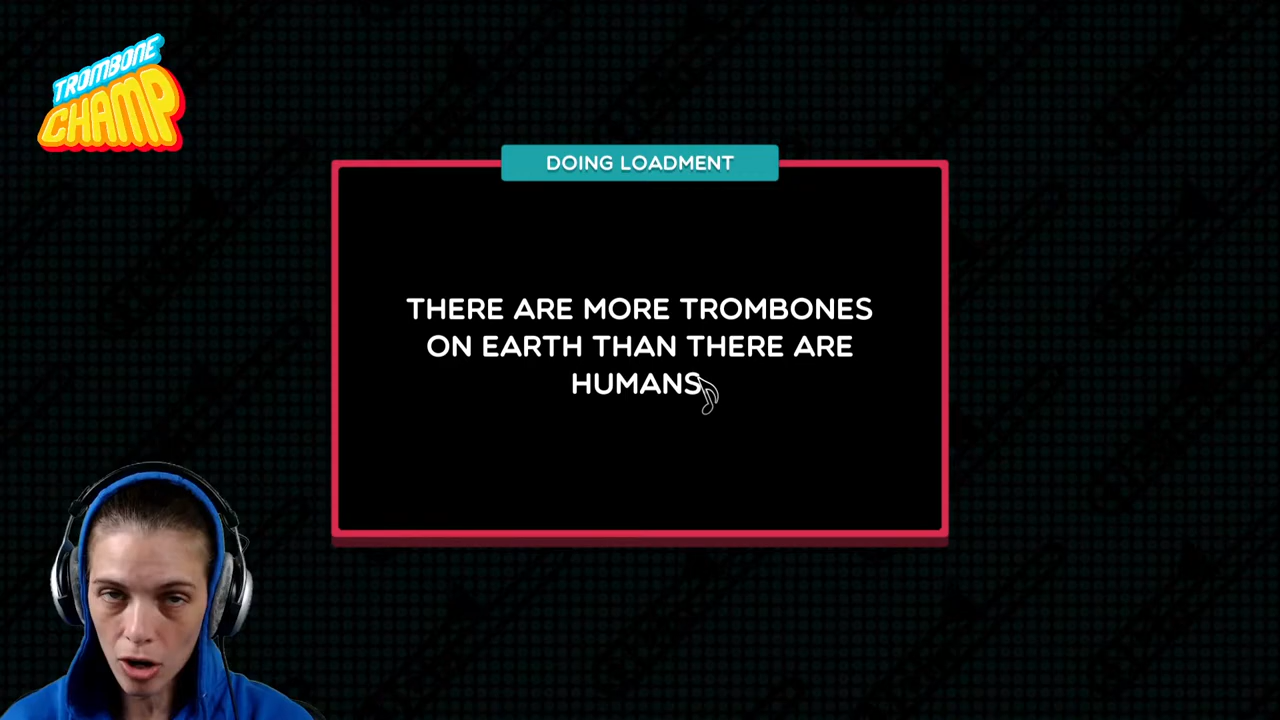 TROMBONE
CHAMP
DOING LOADMENT
THERE ARE MORE TROMBONES
ON EARTH THAN THERE ARE
HUMANS